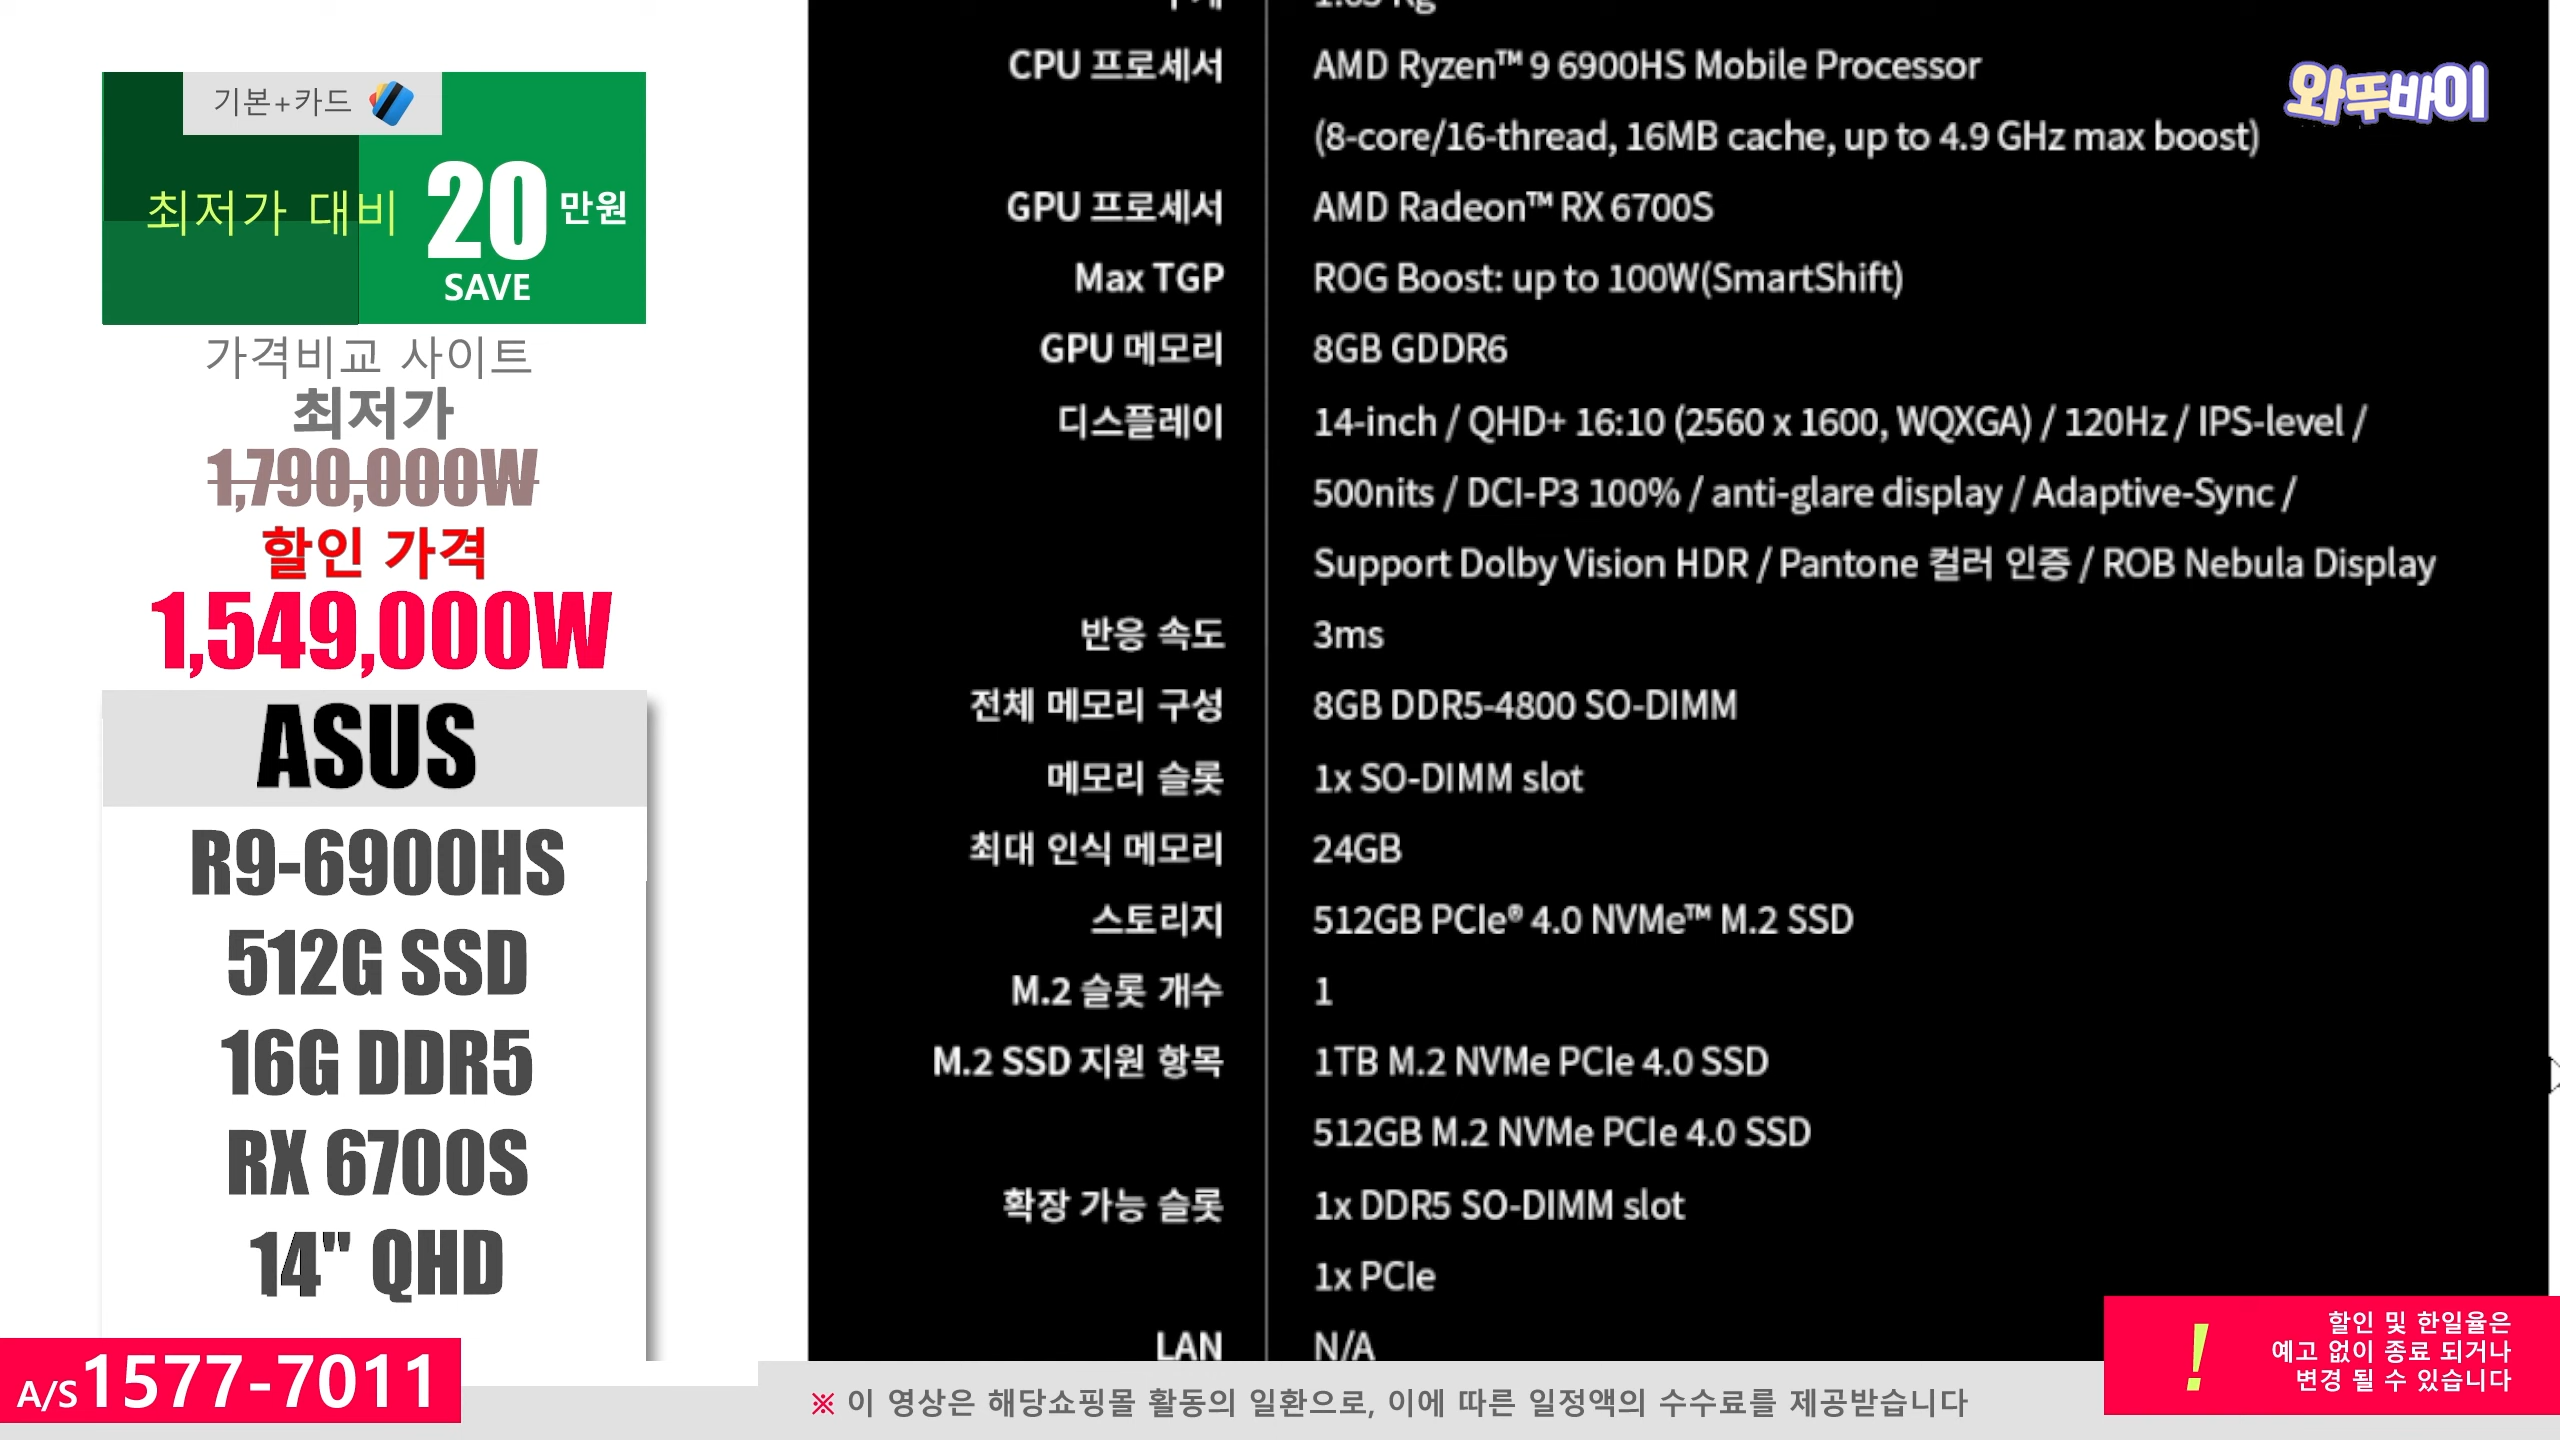 기본+카드
최저가 대비 20만원
SAVE
가격비교 사이트
최저가
1,790,000W
할인 가격
1,549,000W
ASUS
R9-6900HS
512G SSD
16G DDR5
RX 6700S
14" QHD
A/S 1577-7011
CPU 프로세서 AMD Ryzen™ 9 6900HS Mobile Processor
(8-core/16-thread, 16MB cache, up to 4.9 GHz max boost)
GPU 프로세서 AMD Radeon™ RX 6700S
Max TGP ROG Boost: up to 100W(SmartShift)
GPU 메모리 8GB GDDR6
디스플레이 14-inch / QHD+ 16:10 (2560 x 1600, WQXGA) / 120Hz / IPS-level /
500nits / DCI-P3 100% / anti-glare display / Adaptive-Sync /
Support Dolby Vision HDR / Pantone 컬러 인증 / ROB Nebula Display
반응 속도 3ms
전체 메모리 구성 8GB DDR5-4800 SO-DIMM
메모리 슬롯 1x SO-DIMM slot
최대 인식 메모리 24GB
스토리지 512GB PCIe® 4.0 NVMe™ M.2 SSD
M.2 슬롯 개수 1
M.2 SSD 지원 항목 1TB M.2 NVMe PCIe 4.0 SSD
512GB M.2 NVMe PCIe 4.0 SSD
확장 가능 슬롯 1x DDR5 SO-DIMM slot
1x PCIe
LAN N/A
와뚜바이
※ 이 영상은 해당쇼핑몰 활동의 일환으로, 이에 따른 일정액의 수수료를 제공받습니다
!
할인 및 한일율은
예고 없이 종료 되거나
변경 될 수 있습니다